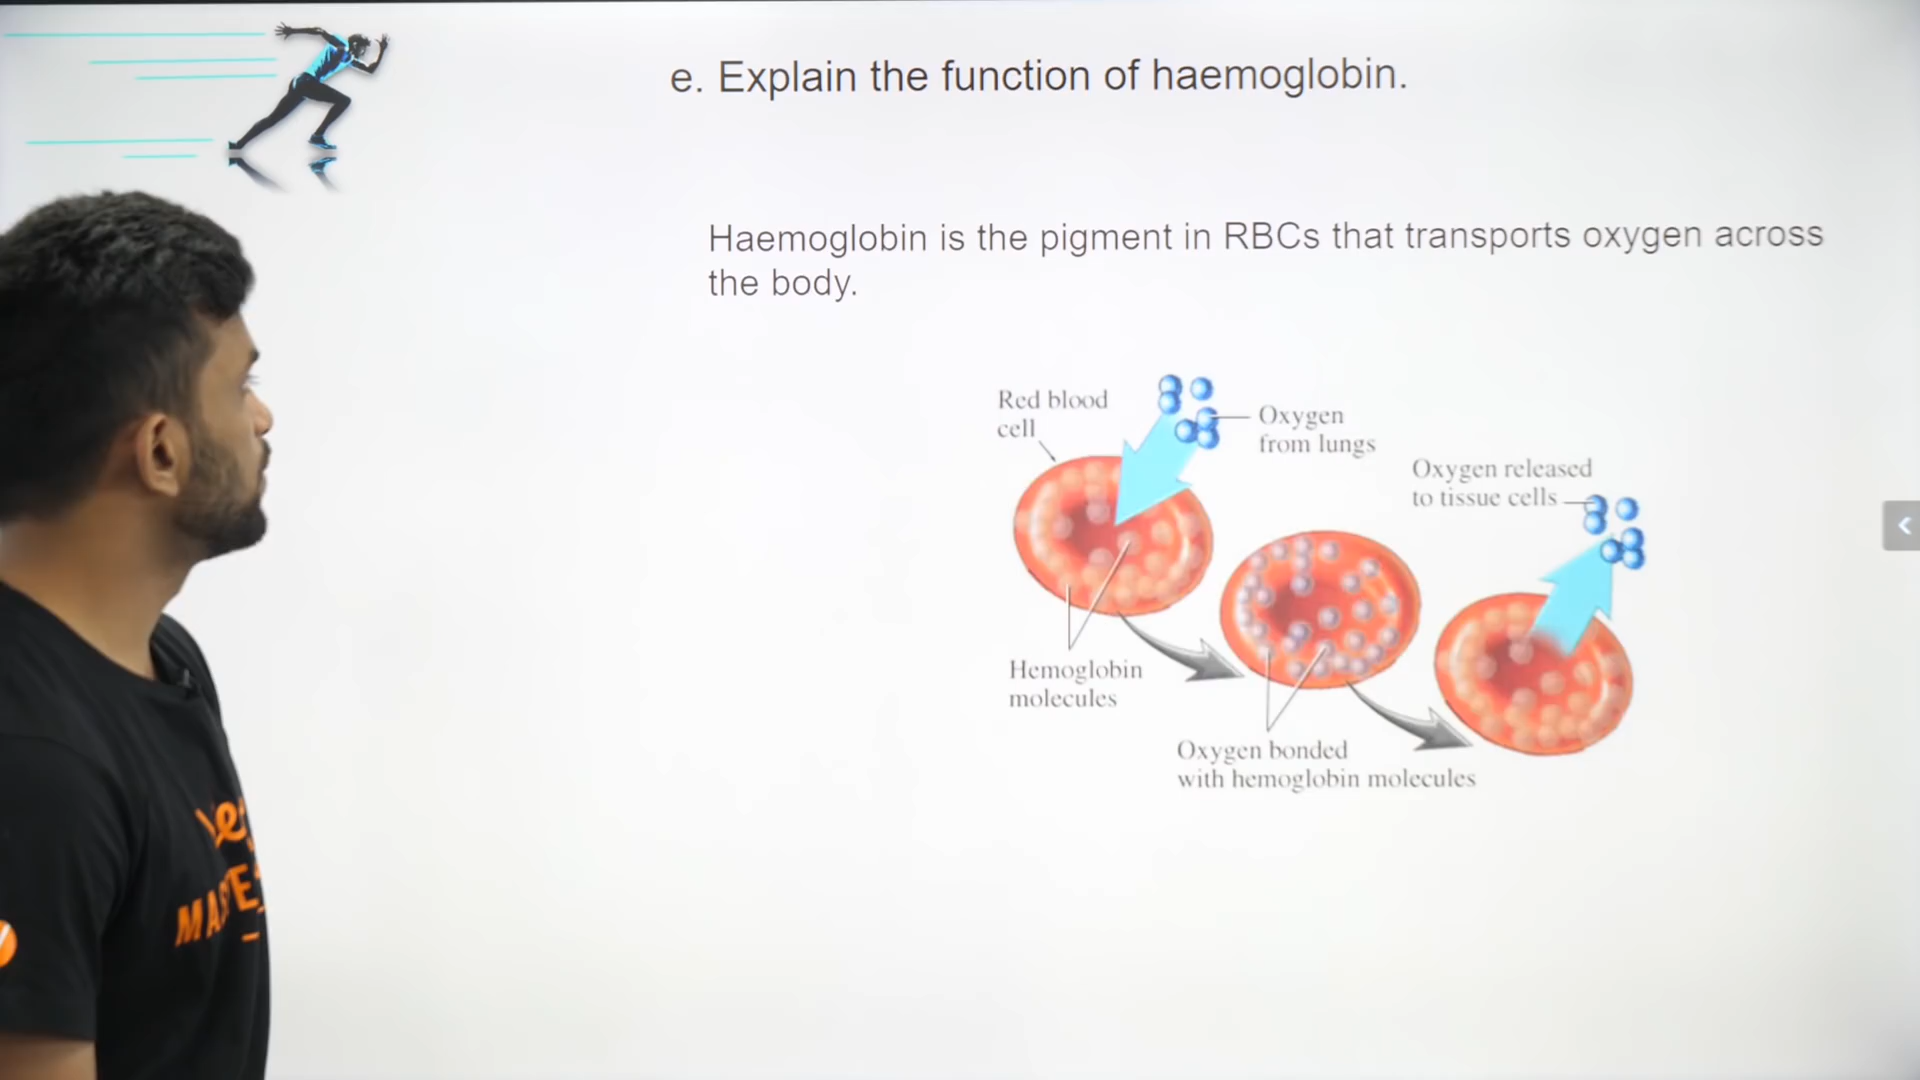 e. Explain the function of haemoglobin.
Haemoglobin is the pigment in RBCs that transports oxygen across
the body.
Red blood
cell
Oxygen
from lungs
Oxygen released
to tissue cells
Hemoglobin
molecules
Oxygen bonded
with hemoglobin molecules